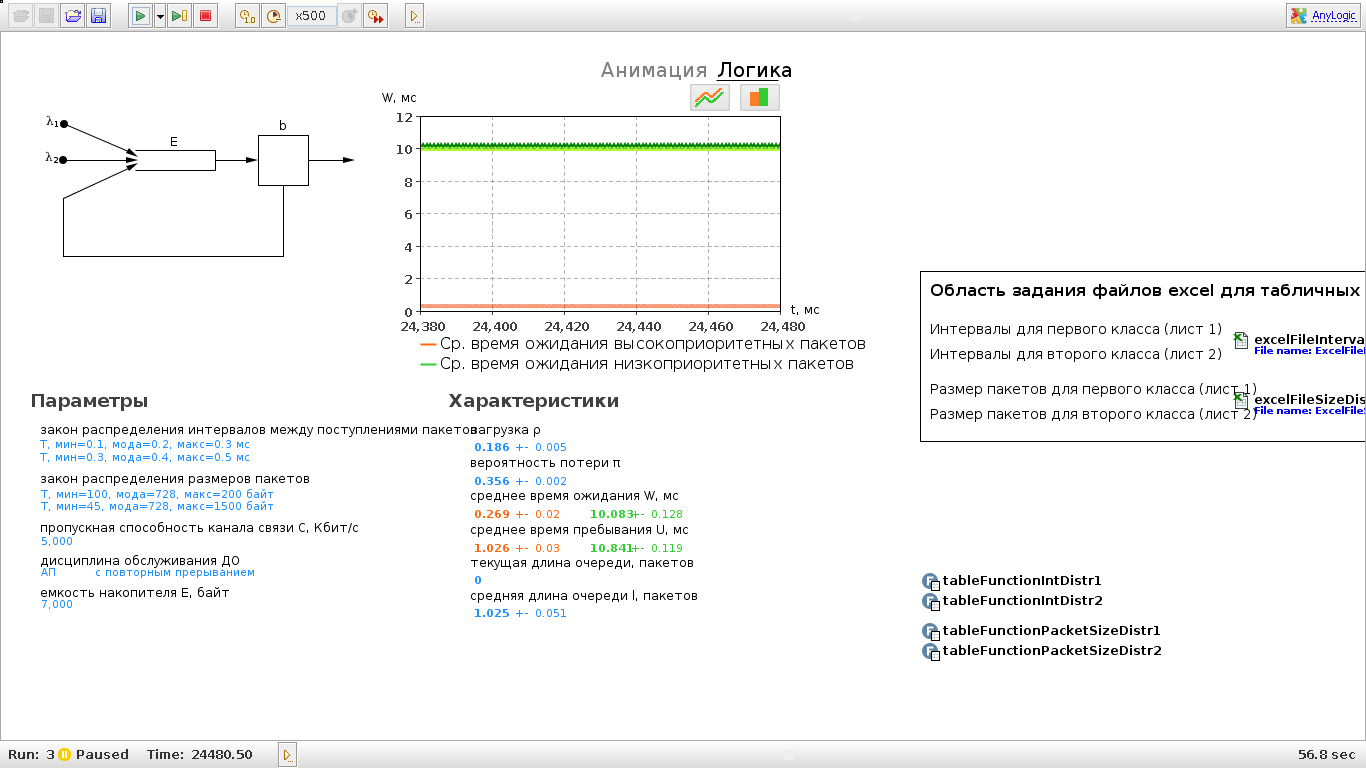 x500
AnyLogic
Анимация Логика
W, мс
λ₁
λ₂
E
b
12
10
8
6
4
2
0
24,380 24,400 24,420 24,440 24,460 24,480
t, мс
Ср. время ожидания высокоприоритетных пакетов
Ср. время ожидания низкоприоритетных пакетов
Область задания файлов excel для табличных
Интервалы для первого класса (лист 1)
Интервалы для второго класса (лист 2)
excelFileInterva
File name: ExcelFile
Размер пакетов для первого класса (лист 1)
Размер пакетов для второго класса (лист 2)
excelFileSizeDis
File name: ExcelFile
Параметры
закон распределения интервалов между поступлениями пакетов
T, мин=0.1, мода=0.2, макс=0.3 мс
T, мин=0.3, мода=0.4, макс=0.5 мс
закон распределения размеров пакетов
T, мин=100, мода=728, макс=200 байт
T, мин=45, мода=728, макс=1500 байт
пропускная способность канала связи C, Кбит/с
5,000
дисциплина обслуживания ДО
АП с повторным прерыванием
емкость накопителя E, байт
7,000
Характеристики
загрузка ρ
0.186 +- 0.005
вероятность потери π
0.356 +- 0.002
среднее время ожидания W, мс
0.269 +- 0.02 10.083 +- 0.128
среднее время пребывания U, мс
1.026 +- 0.03 10.841 +- 0.119
текущая длина очереди, пакетов
0
средняя длина очереди l, пакетов
1.025 +- 0.051
tableFunctionIntDistr1
tableFunctionIntDistr2
tableFunctionPacketSizeDistr1
tableFunctionPacketSizeDistr2
Run: 3 Paused Time: 24480.50
56.8 sec